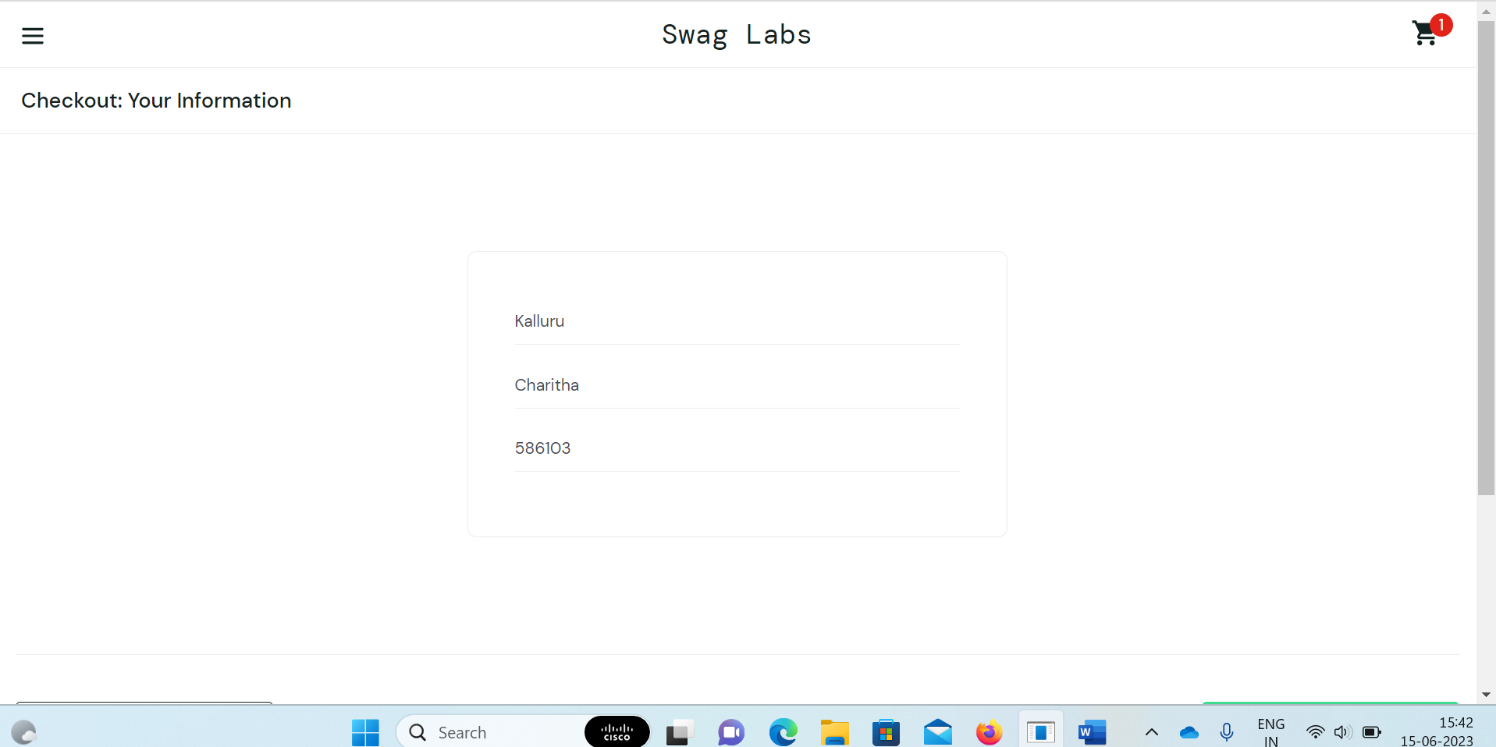 Swag Labs
1
Checkout: Your Information
Kalluru
Charitha
586103
Search
CISCO
W
ENG
IN
15:42
15-06-2023